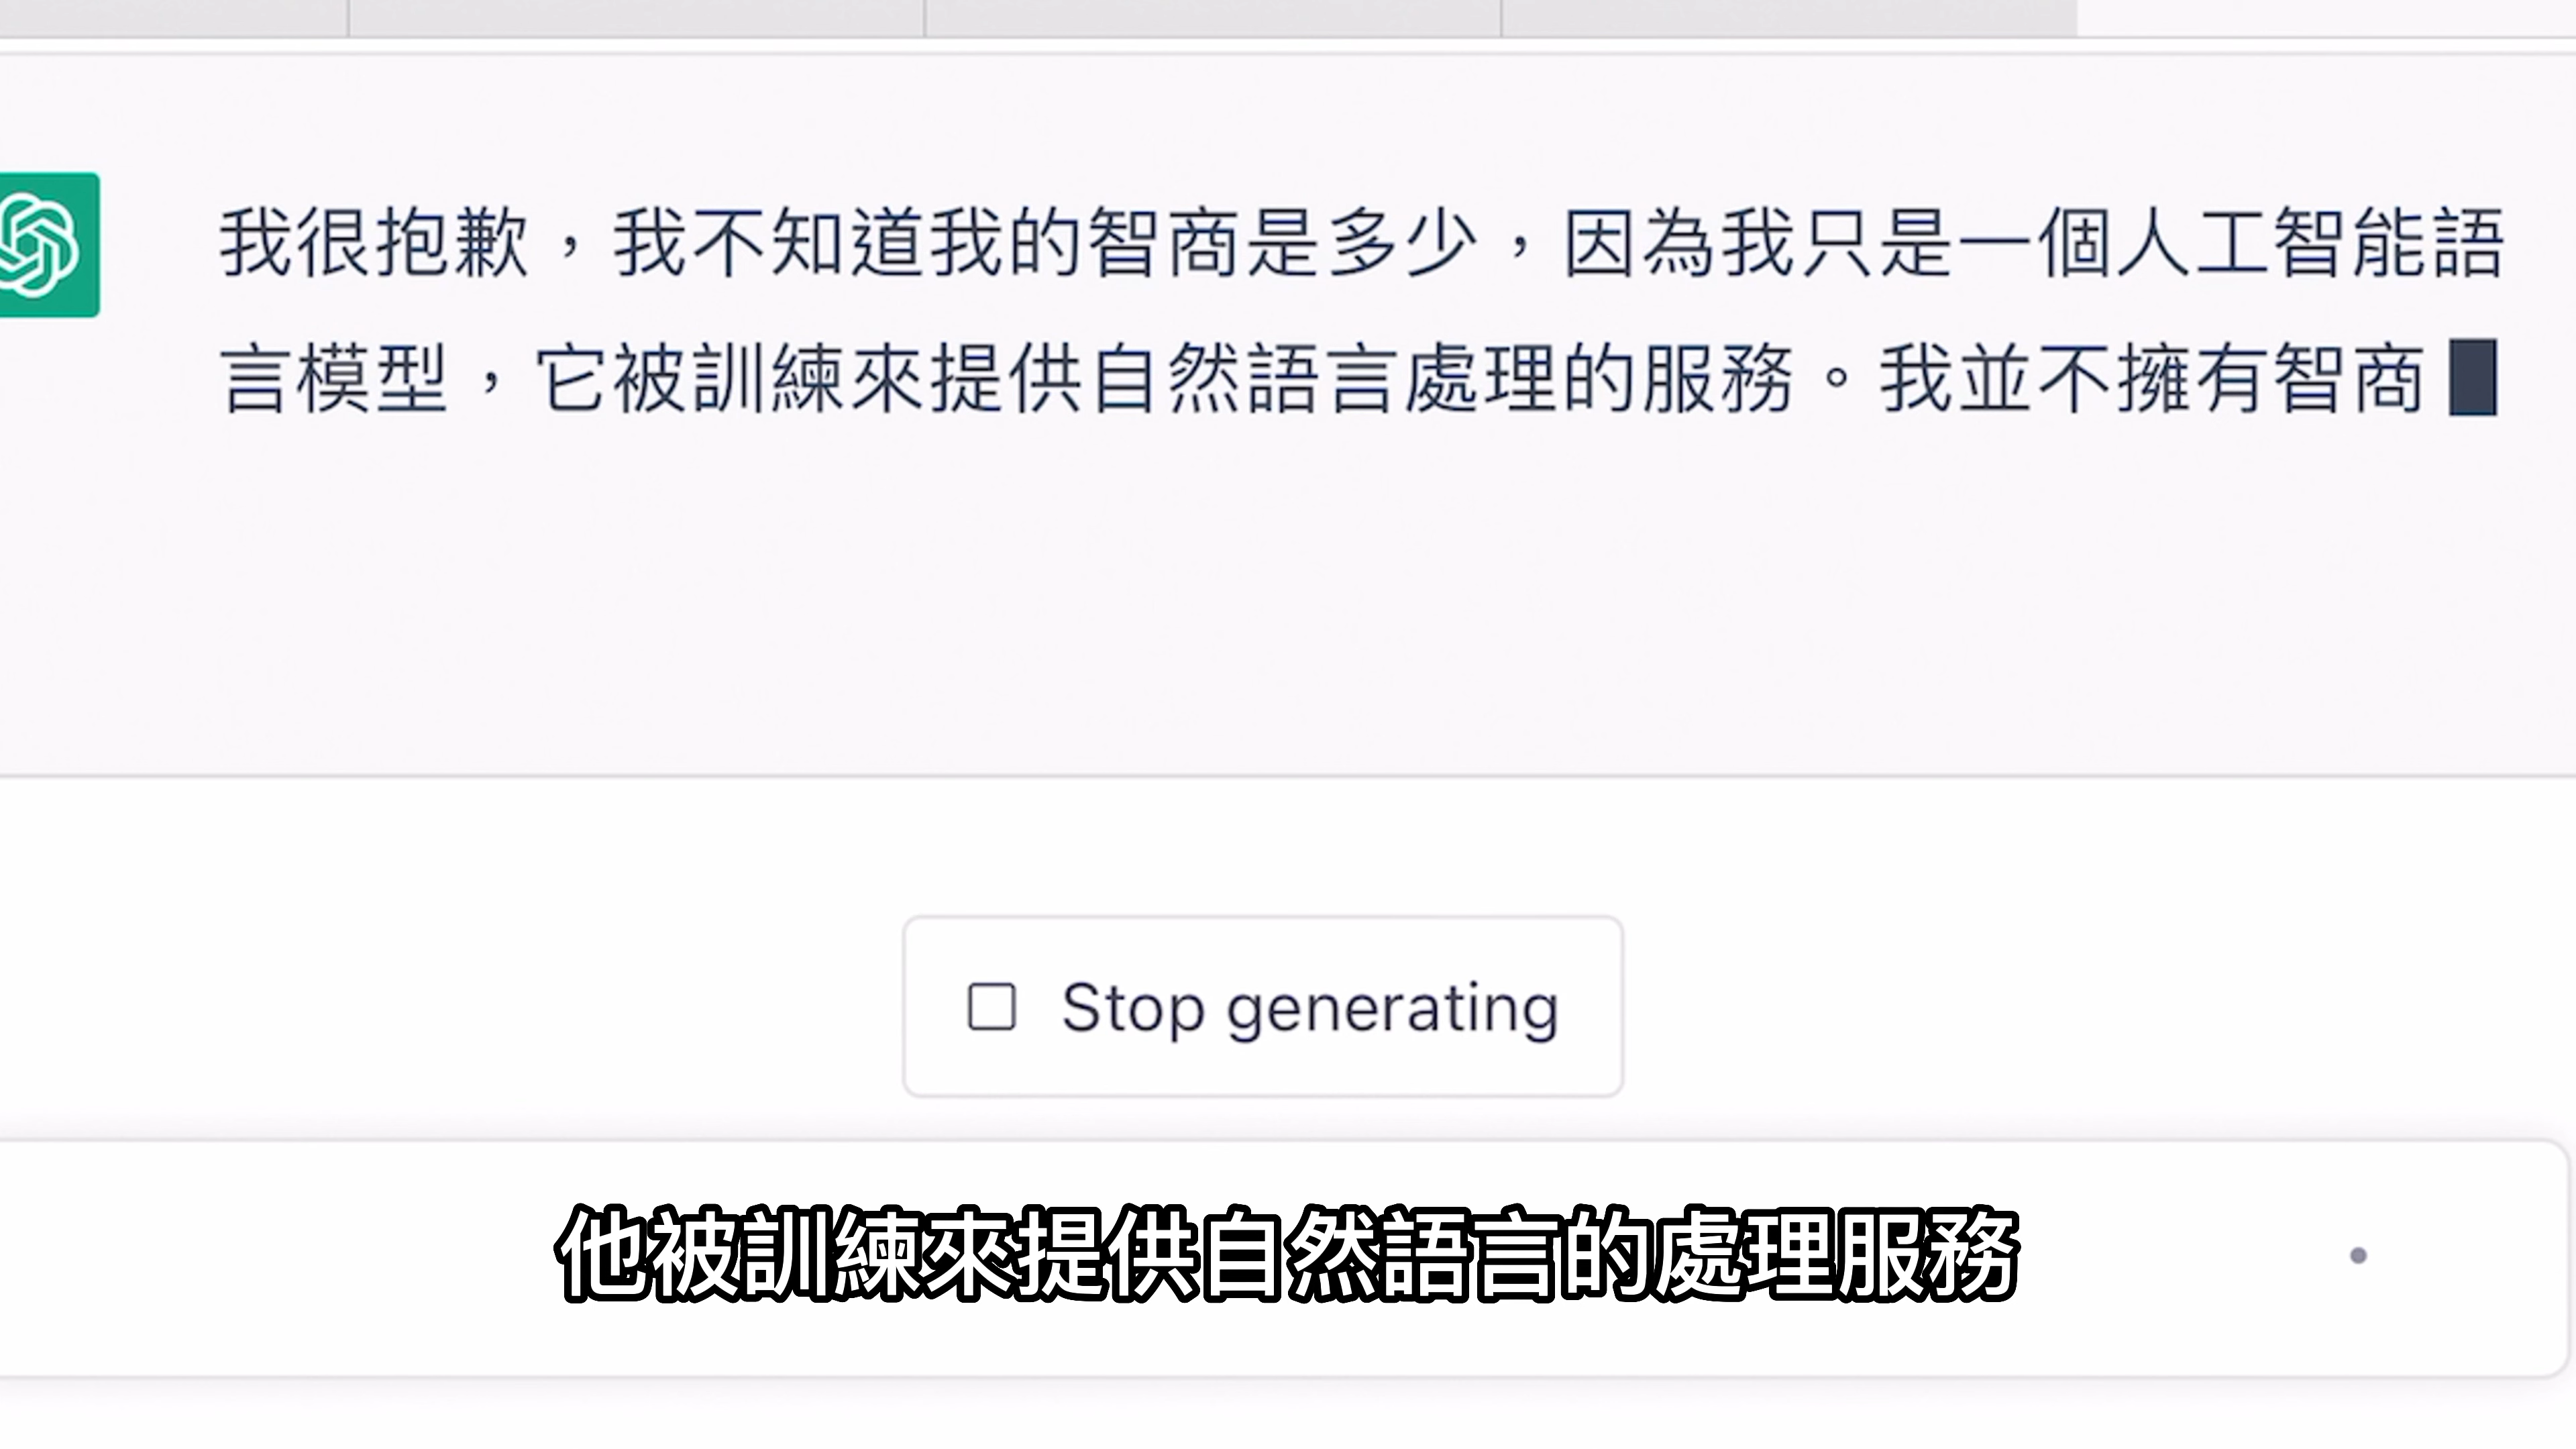 我很抱歉，我不知道我的智商是多少，因為我只是一個人工智能語
言模型，它被訓練來提供自然語言處理的服務。我並不擁有智商
Stop generating
他被訓練來提供自然語言的處理服務